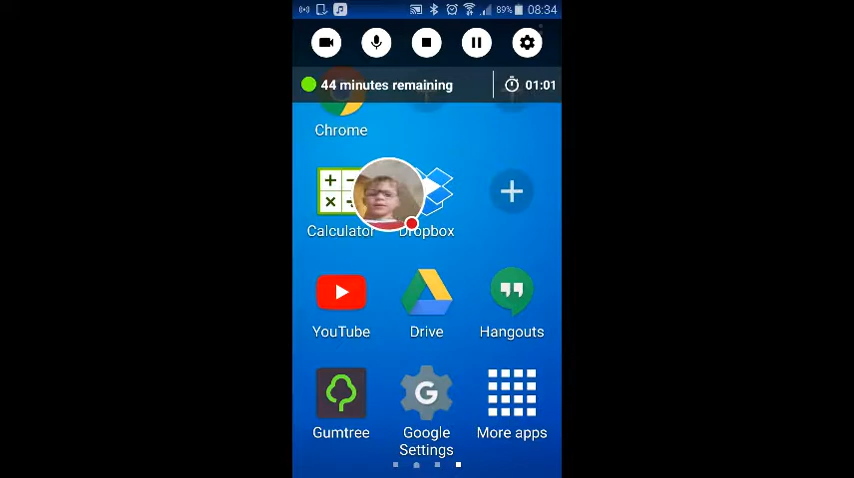 89% 08:34
44 minutes remaining 01:01
Chrome
Calculator Dropbox
YouTube Drive Hangouts
G
Gumtree Google Settings More apps